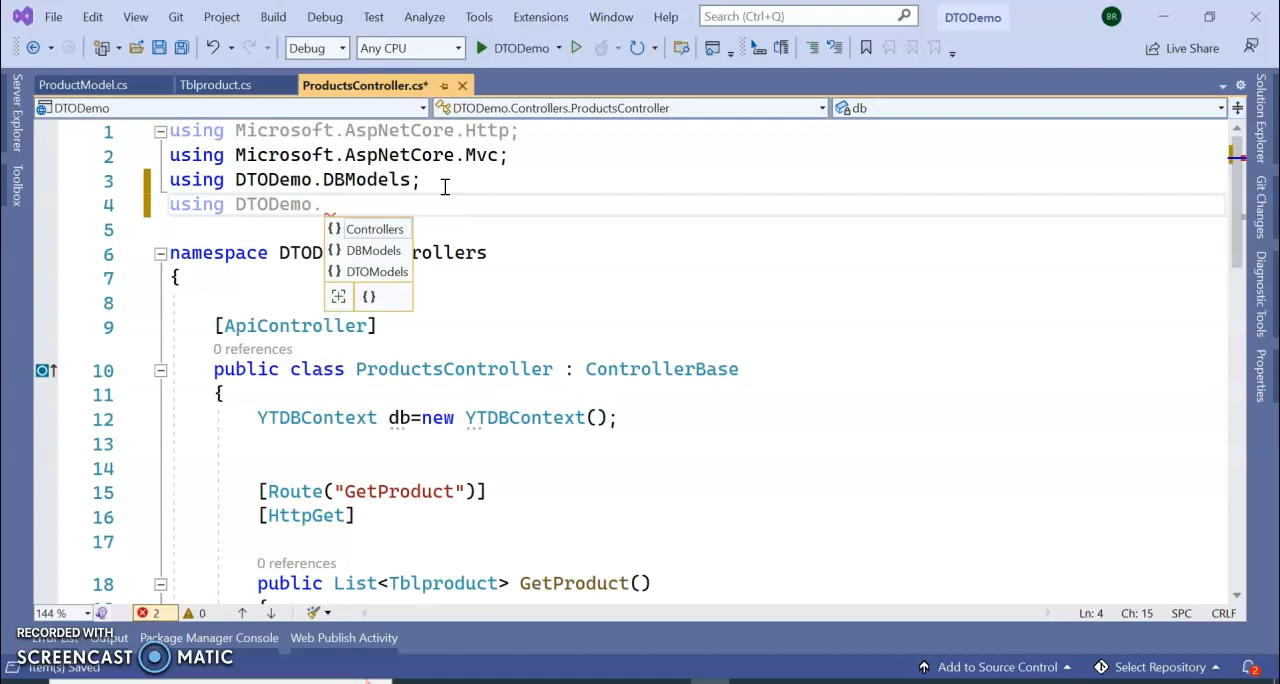 File Edit View Git Project Build Debug Test Analyze Tools Extensions Window Help Search (Ctrl+Q) DTODemo BR
Debug Any CPU DTODemo Live Share
ProductModel.cs Tblproduct.cs ProductsController.cs*
DTODemo DTODemo.Controllers.ProductsController db
Server Explorer
Toolbox
1 using Microsoft.AspNetCore.Http;
2 using Microsoft.AspNetCore.Mvc;
3 using DTODemo.DBModels;
4 using DTODemo.
{ } Controllers
{ } DBModels
{ } DTOModels
{ }
5
6 namespace DTOD rollers
7 {
8
9 [ApiController]
0 references
10 public class ProductsController : ControllerBase
11 {
12 YTDBContext db=new YTDBContext();
13
14
15 [Route("GetProduct")]
16 [HttpGet]
17
0 references
18 public List<Tblproduct> GetProduct()
Solution Explorer
Git Changes
Diagnostic Tools
Properties
144 % 2 0 Ln: 4 Ch: 15 SPC CRLF
RECORDED WITH
SCREENCAST MATIC
Error List Output Package Manager Console Web Publish Activity
Item(s) Saved Add to Source Control Select Repository 2